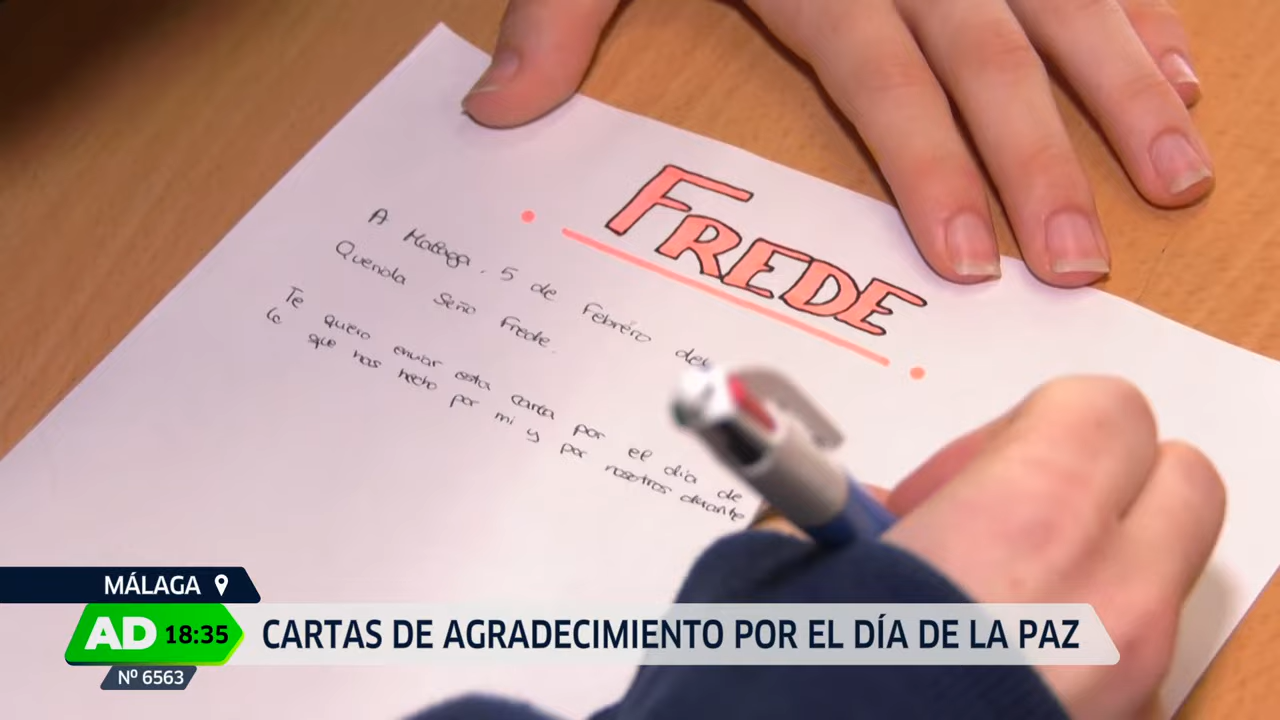 FREDE
A Malaga, 5 de Febrero del
Querida Seño Frede.
Te quiero enviar esta carta por el dia de
lo que has hecho por mi y por nosotros durante
MÁLAGA
AD 18:35
CARTAS DE AGRADECIMIENTO POR EL DÍA DE LA PAZ
Nº 6563